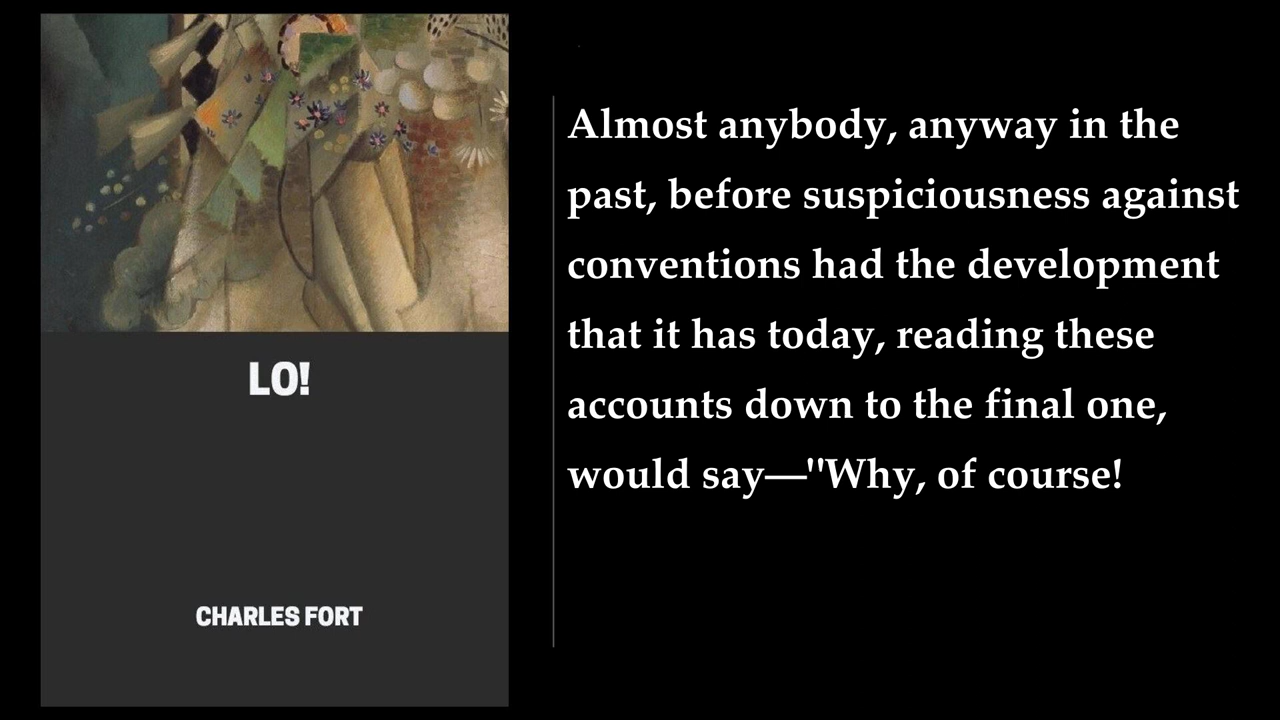 LO!
CHARLES FORT
Almost anybody, anyway in the
past, before suspiciousness against
conventions had the development
that it has today, reading these
accounts down to the final one,
would say—"Why, of course!